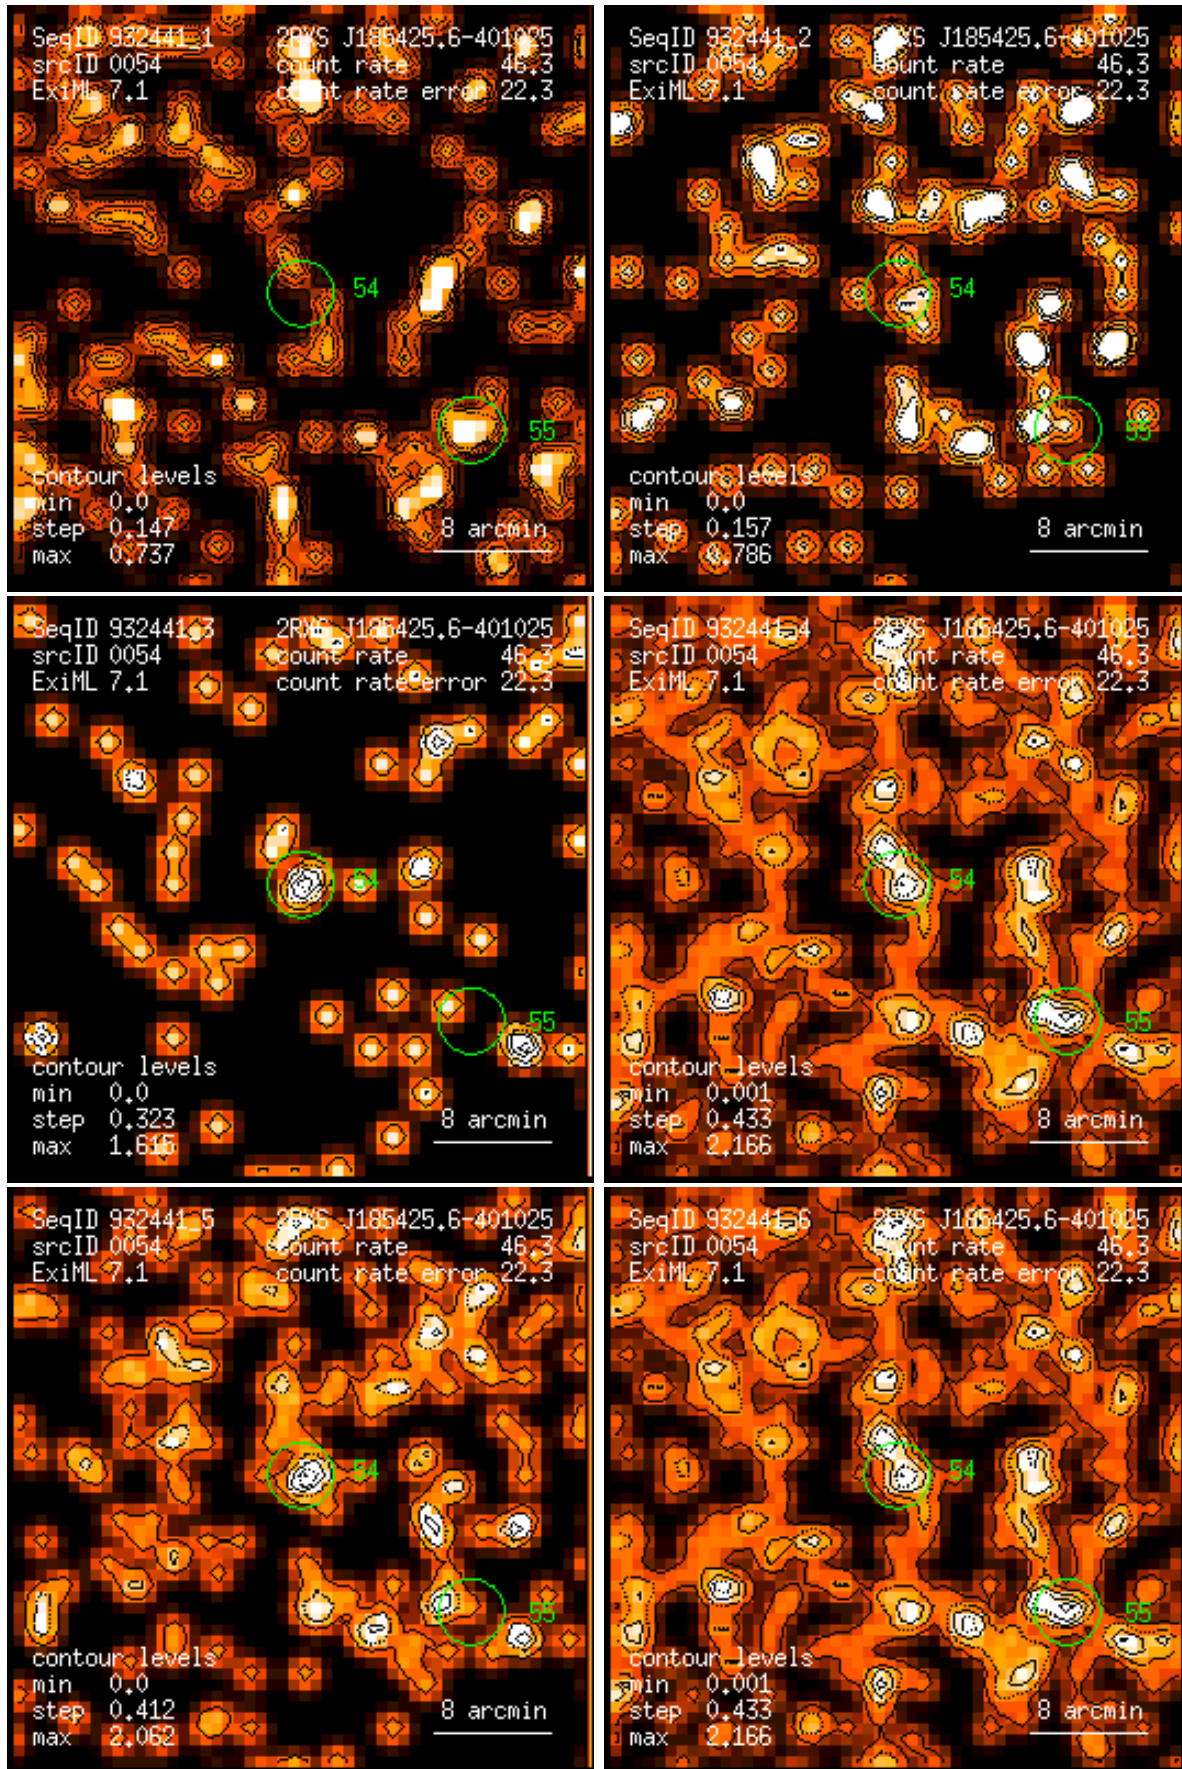 SeqID 932441_1 2RXS J185425.6-401025
srcID 0054 count rate 46.3
ExiML 7.1 count rate error 22.3
54
55
contour levels
min 0.0
step 0.147 8 arcmin
max 0.737
SeqID 932441_2 2RXS J185425.6-401025
srcID 0054 count rate 46.3
ExiML 7.1 count rate error 22.3
54
55
contour levels
min 0.0
step 0.157 8 arcmin
max 0.786
SeqID 932441_3 2RXS J185425.6-401025
srcID 0054 count rate 46.3
ExiML 7.1 count rate error 22.3
54
55
contour levels
min 0.0
step 0.323 8 arcmin
max 1.615
SeqID 932441_4 2RXS J185425.6-401025
srcID 0054 count rate 46.3
ExiML 7.1 count rate error 22.3
54
55
contour levels
min 0.001
step 0.433 8 arcmin
max 2.166
SeqID 932441_5 2RXS J185425.6-401025
srcID 0054 count rate 46.3
ExiML 7.1 count rate error 22.3
54
55
contour levels
min 0.0
step 0.412 8 arcmin
max 2.062
SeqID 932441_6 2RXS J185425.6-401025
srcID 0054 count rate 46.3
ExiML 7.1 count rate error 22.3
54
55
contour levels
min 0.001
step 0.433 8 arcmin
max 2.166